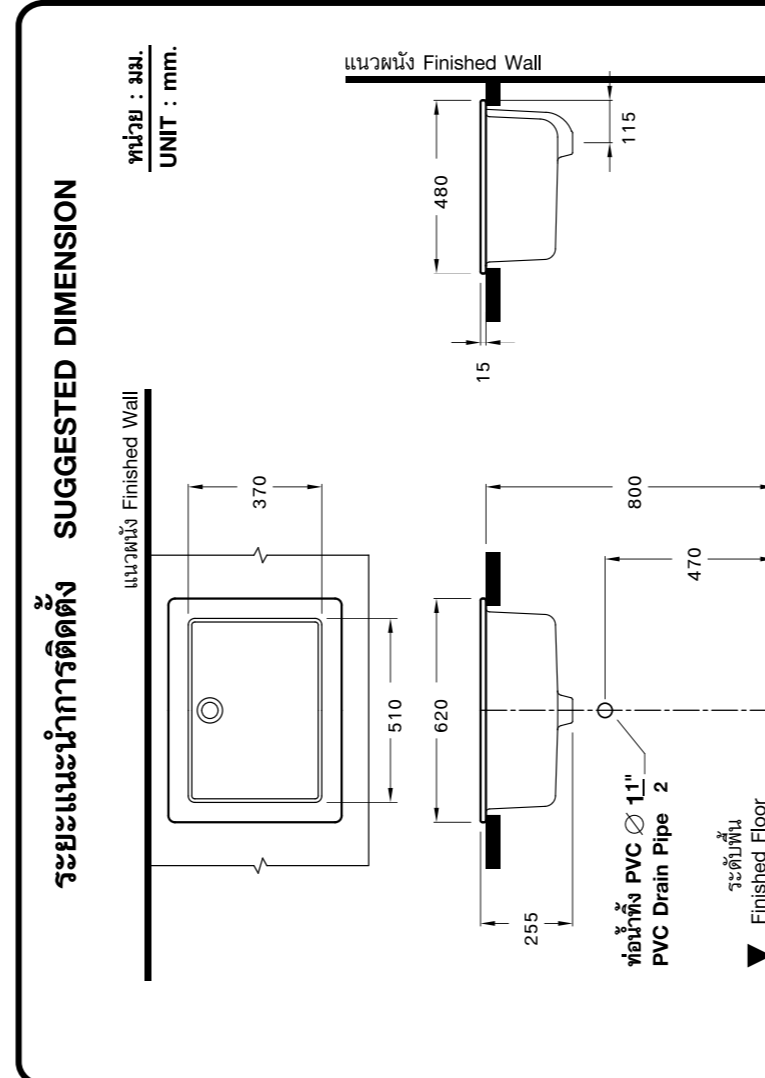 ระยะแนะนำการติดตั้ง SUGGESTED DIMENSION
หน่วย : มม.
UNIT : mm.
แนวผนัง Finished Wall
370
510
แนวผนัง Finished Wall
480
115
15
620
255
800
470
ท่อน้ำทิ้ง PVC ∅ 1 1"
PVC Drain Pipe 2
ระดับพื้น
Finished Floor